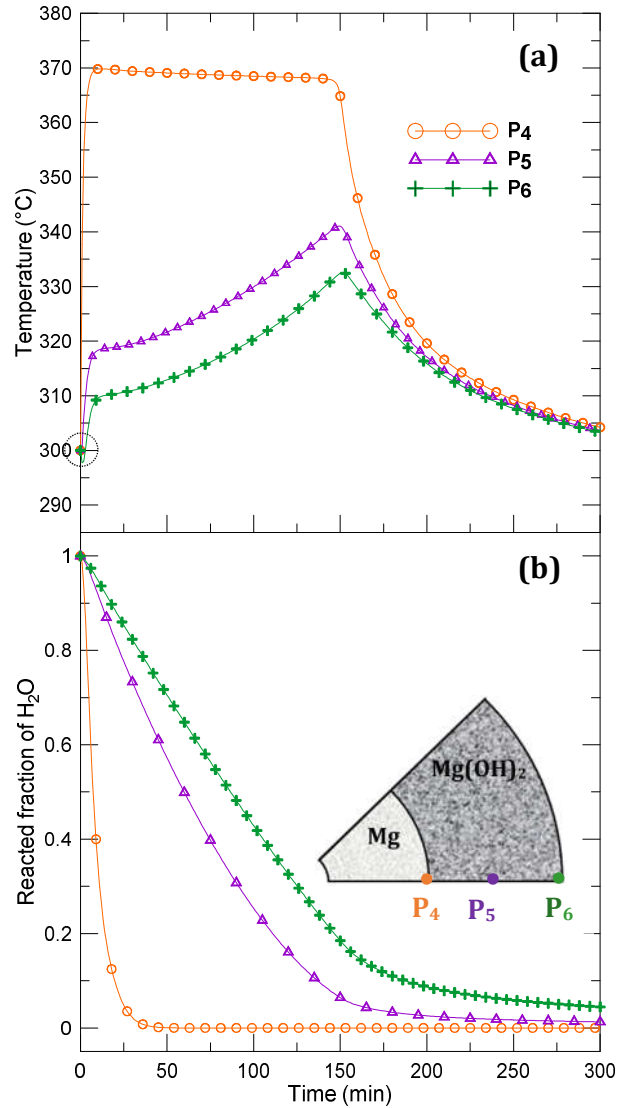 (a)
370
360
350
340
330
320
310
300
290
Temperature (°C)
P4
P5
P6
(b)
1
0.8
0.6
0.4
0.2
0
Reacted fraction of H₂O
Mg(OH)₂
Mg
P₄ P₅ P₆
0 50 100 150 200 250 300
Time (min)